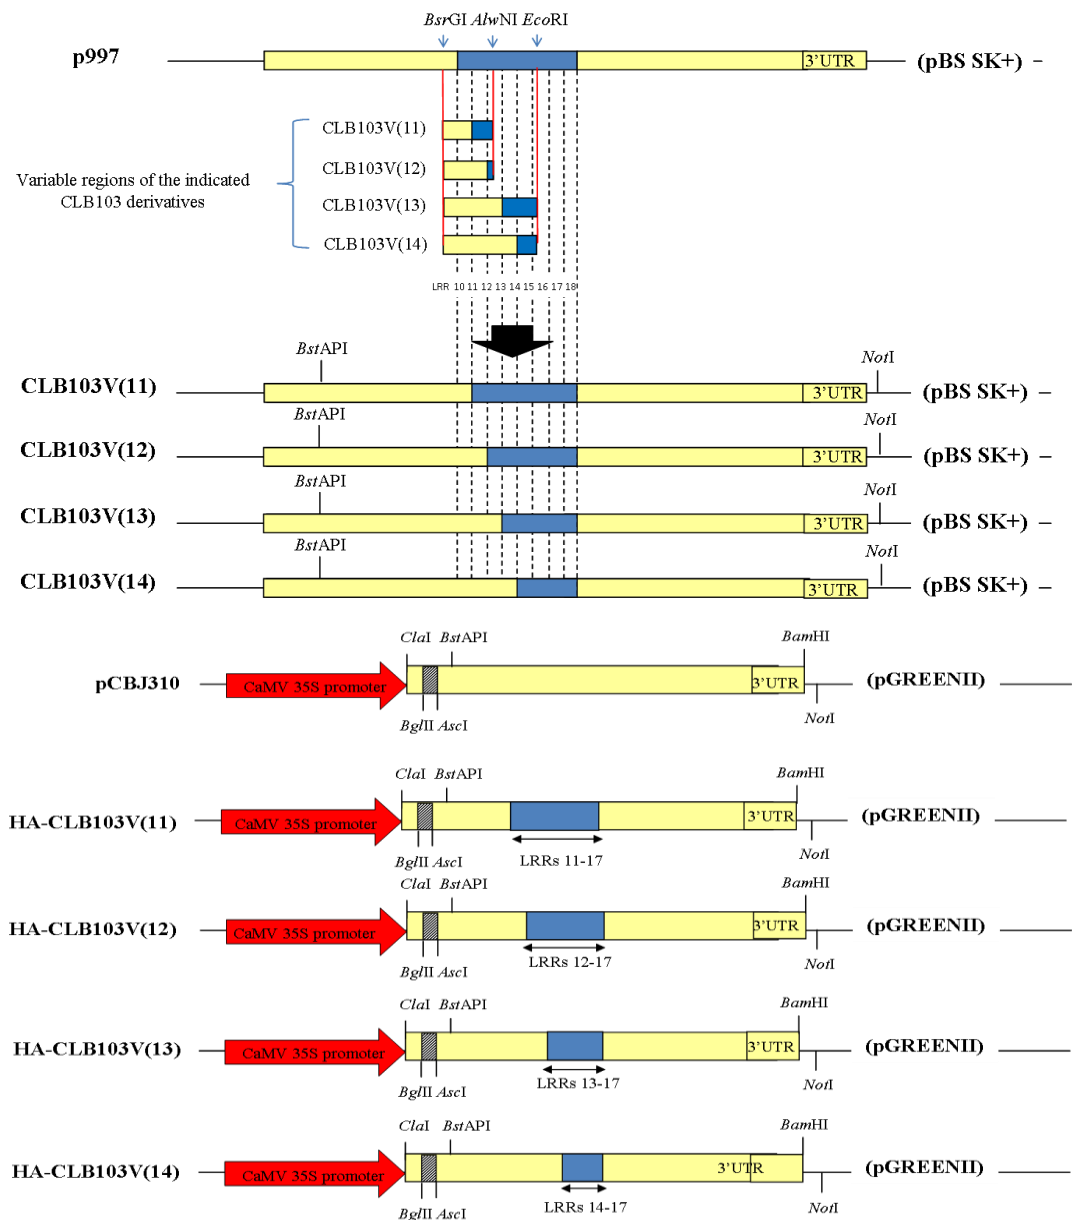 BsrGI AlwNI EcoRI
p997
3’UTR
(pBS SK+)
CLB103V(11)
CLB103V(12)
Variable regions of the indicated
CLB103 derivatives
CLB103V(13)
CLB103V(14)
LRR 10 11 12 13 14 15 16 17 18
BstAPI
NotI
CLB103V(11)
3’UTR
(pBS SK+)
BstAPI
NotI
CLB103V(12)
3’UTR
(pBS SK+)
BstAPI
NotI
CLB103V(13)
3’UTR
(pBS SK+)
BstAPI
NotI
CLB103V(14)
3’UTR
(pBS SK+)
ClaI BstAPI
BamHI
pCBJ310
CaMV 35S promoter
3’UTR
(pGREENII)
BglII AscI
NotI
ClaI BstAPI
BamHI
HA-CLB103V(11)
CaMV 35S promoter
3’UTR
(pGREENII)
BglII AscI
LRRs 11-17
NotI
ClaI BstAPI
BamHI
HA-CLB103V(12)
CaMV 35S promoter
3’UTR
(pGREENII)
BglII AscI
LRRs 12-17
NotI
ClaI BstAPI
BamHI
HA-CLB103V(13)
CaMV 35S promoter
3’UTR
(pGREENII)
BglII AscI
LRRs 13-17
NotI
ClaI BstAPI
BamHI
HA-CLB103V(14)
CaMV 35S promoter
3’UTR
(pGREENII)
BglII AscI
LRRs 14-17
NotI